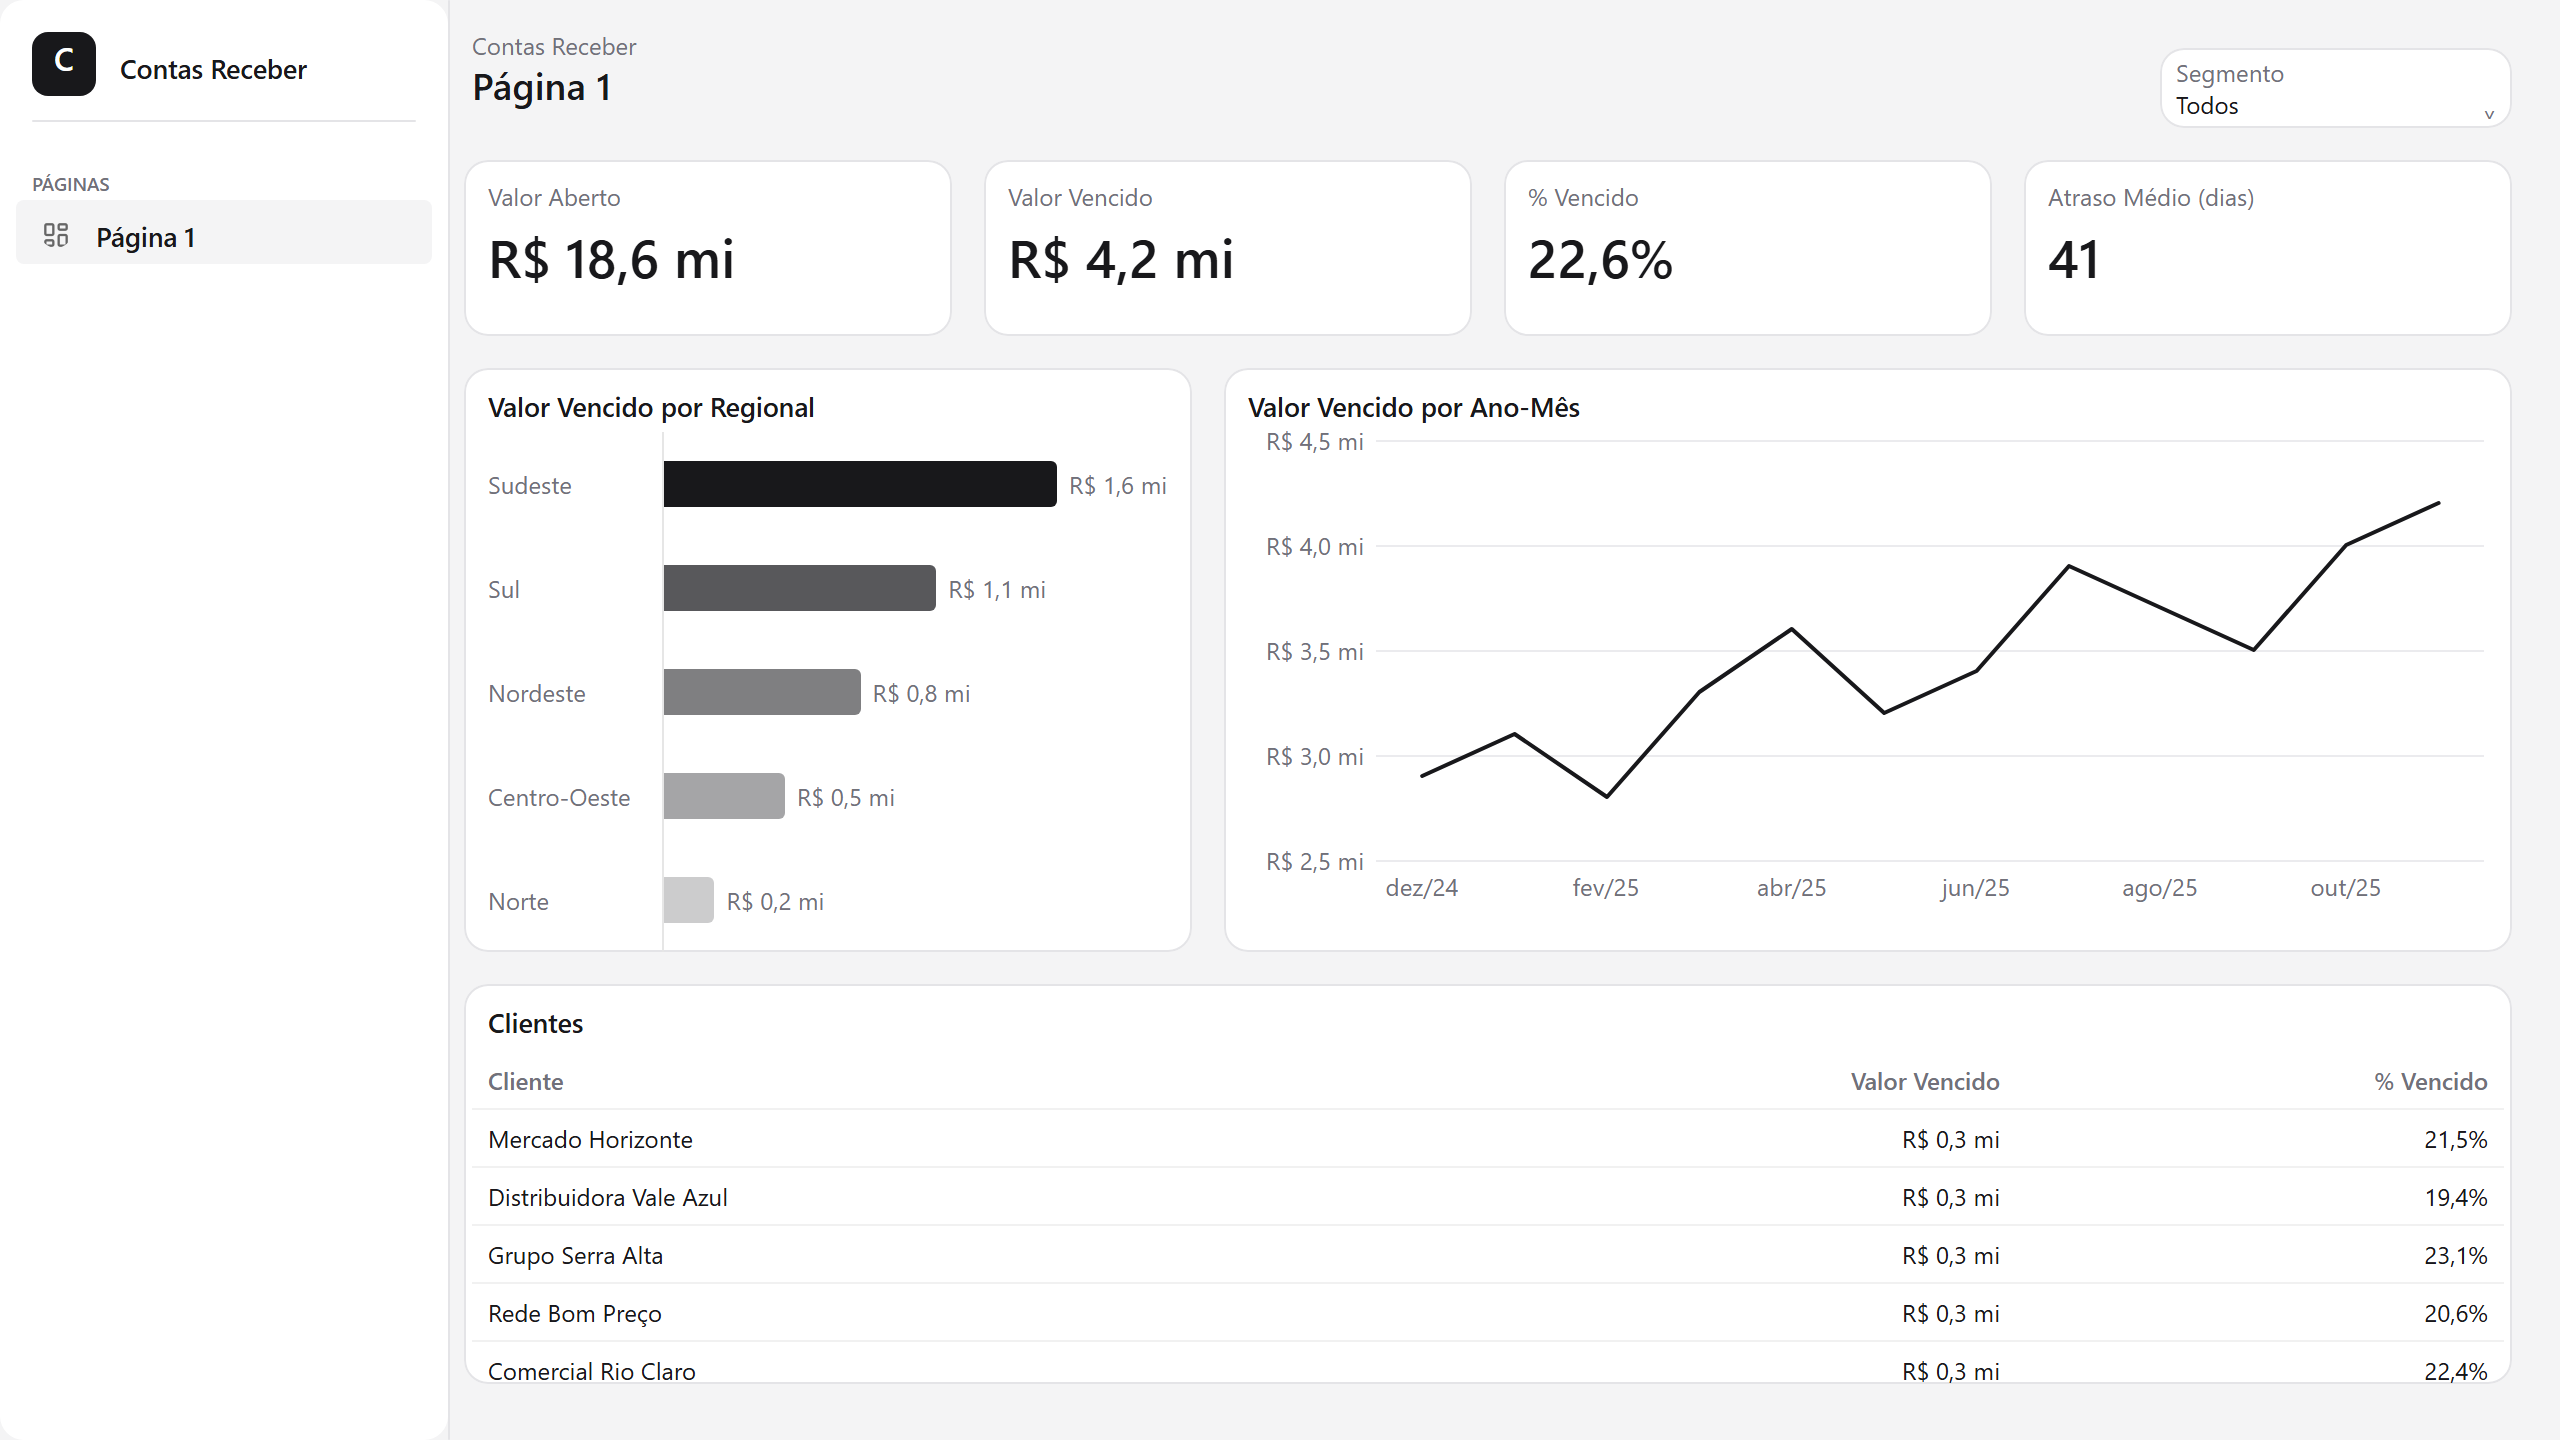 C
Contas Receber
PÁGINAS
Página 1
Contas Receber
Página 1
Segmento
Todos
Valor Aberto
R$ 18,6 mi
Valor Vencido
R$ 4,2 mi
% Vencido
22,6%
Atraso Médio (dias)
41
Valor Vencido por Regional
Sudeste R$ 1,6 mi
Sul R$ 1,1 mi
Nordeste R$ 0,8 mi
Centro-Oeste R$ 0,5 mi
Norte R$ 0,2 mi
Valor Vencido por Ano-Mês
R$ 4,5 mi
R$ 4,0 mi
R$ 3,5 mi
R$ 3,0 mi
R$ 2,5 mi
dez/24 fev/25 abr/25 jun/25 ago/25 out/25
Clientes
Cliente Valor Vencido % Vencido
Mercado Horizonte R$ 0,3 mi 21,5%
Distribuidora Vale Azul R$ 0,3 mi 19,4%
Grupo Serra Alta R$ 0,3 mi 23,1%
Rede Bom Preço R$ 0,3 mi 20,6%
Comercial Rio Claro R$ 0,3 mi 22,4%